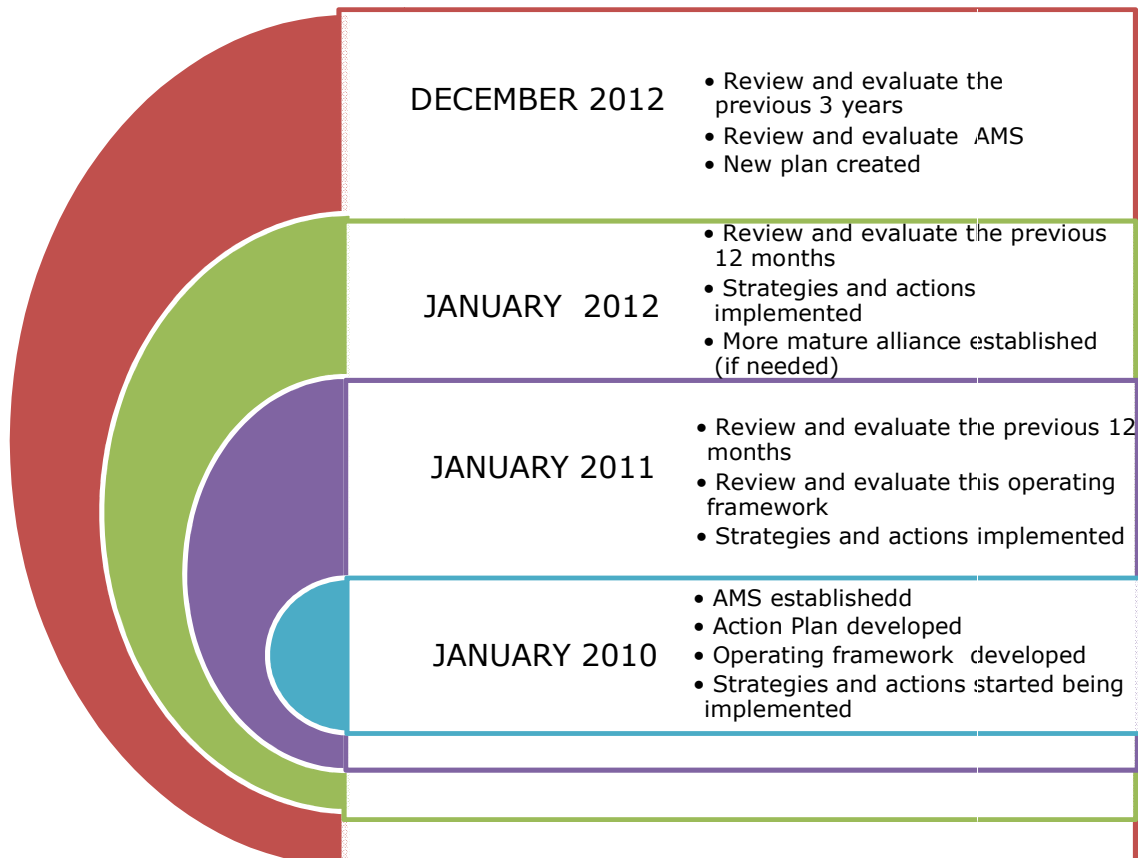 DECEMBER 2012
• Review and evaluate the
previous 3 years
• Review and evaluate AMS
• New plan created
JANUARY 2012
• Review and evaluate the previous
12 months
• Strategies and actions
implemented
• More mature alliance established
(if needed)
JANUARY 2011
• Review and evaluate the previous 12
months
• Review and evaluate this operating
framework
• Strategies and actions implemented
JANUARY 2010
• AMS establishedd
• Action Plan developed
• Operating framework developed
• Strategies and actions started being
implemented